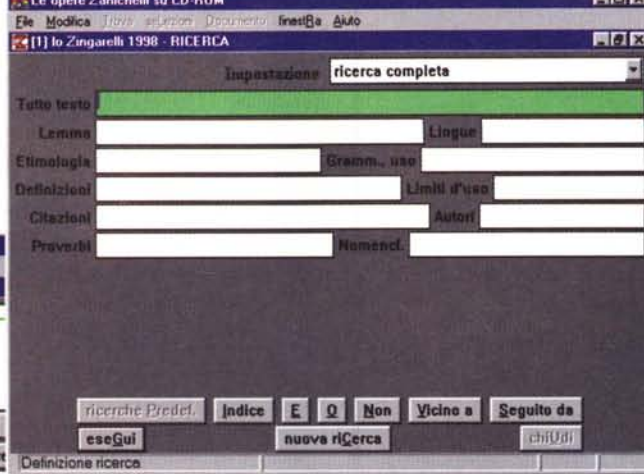 Le opere Zanichelli su CD-ROM
File Modifica Trova seLezioni Documento finestRa Aiuto
[1] lo Zingarelli 1998 - RICERCA
Impostazione ricerca completa
Tutto testo
Lemma Lingue
Etimologia Gramm., uso
Definizioni Limiti d'uso
Citazioni Autori
Proverbi Nomencl.
ricerche Predef. Indice E O Non Vicino a Seguito da
eseGui nuova riCerca chiUdi
Definizione ricerca